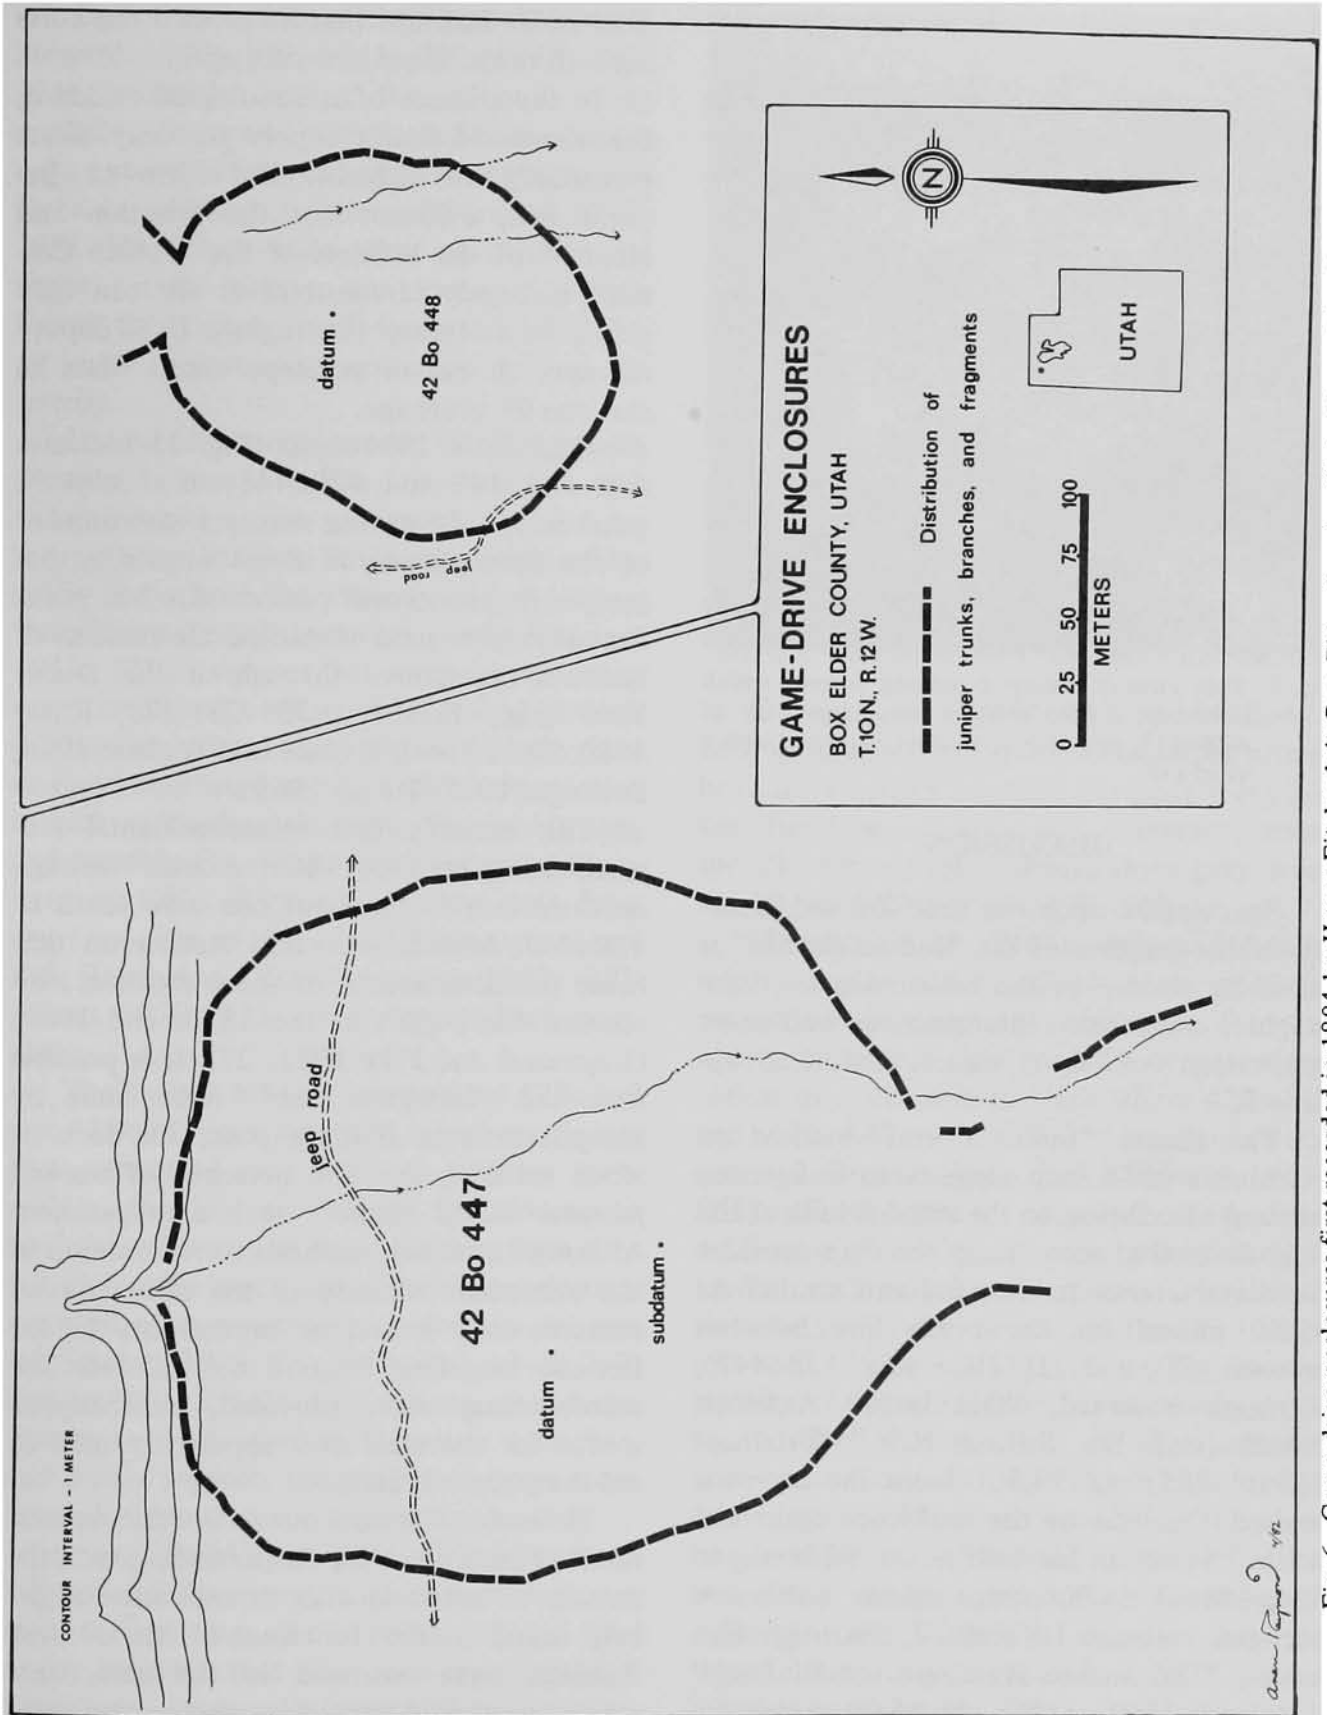 CONTOUR INTERVAL - 1 METER
jeep road
42 Bo 447
datum
subdatum
datum
42 Bo 448
jeep road
GAME-DRIVE ENCLOSURES
BOX ELDER COUNTY, UTAH
T.10N., R.12W.
Distribution of
juniper trunks, branches, and fragments
0 25 50 75 100
METERS
N
UTAH
4/82